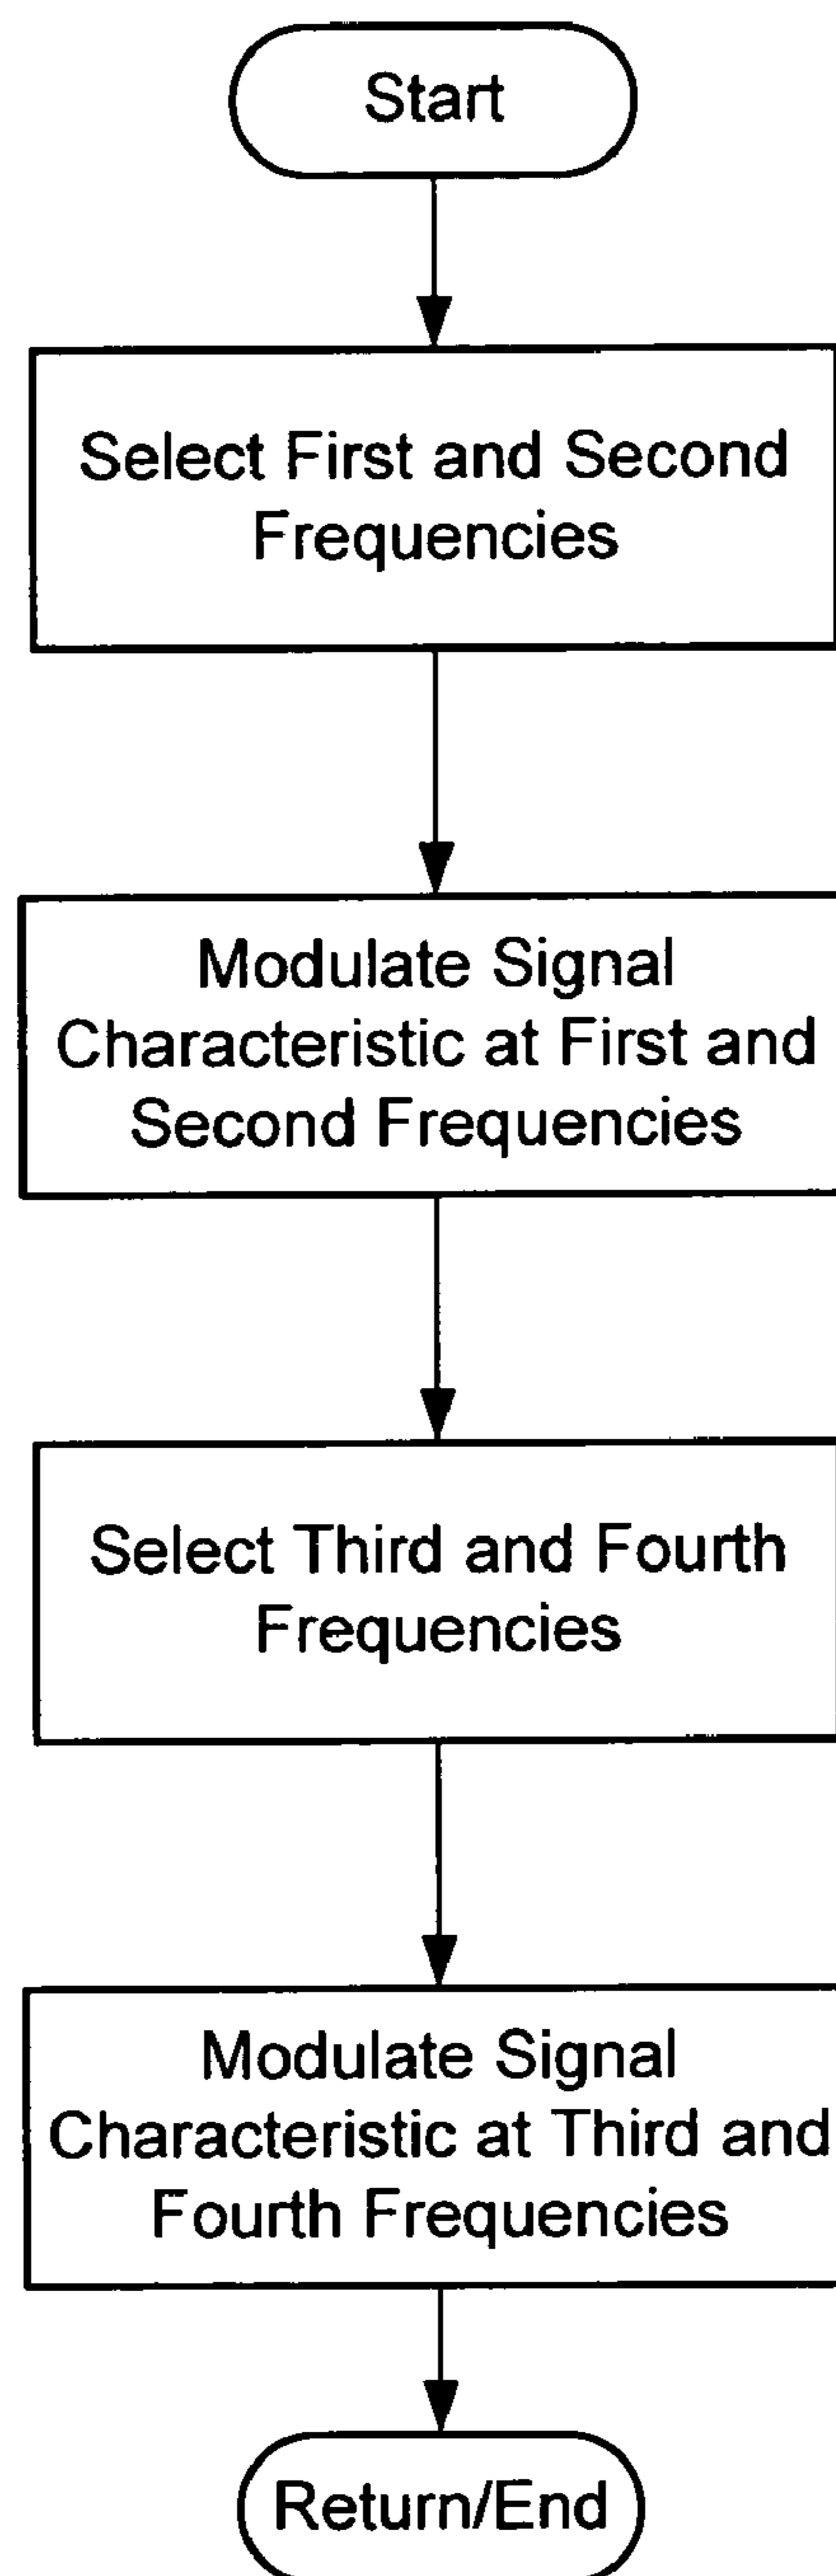 Start
Select First and Second
Frequencies
Modulate Signal
Characteristic at First and
Second Frequencies
Select Third and Fourth
Frequencies
Modulate Signal
Characteristic at Third and
Fourth Frequencies
Return/End